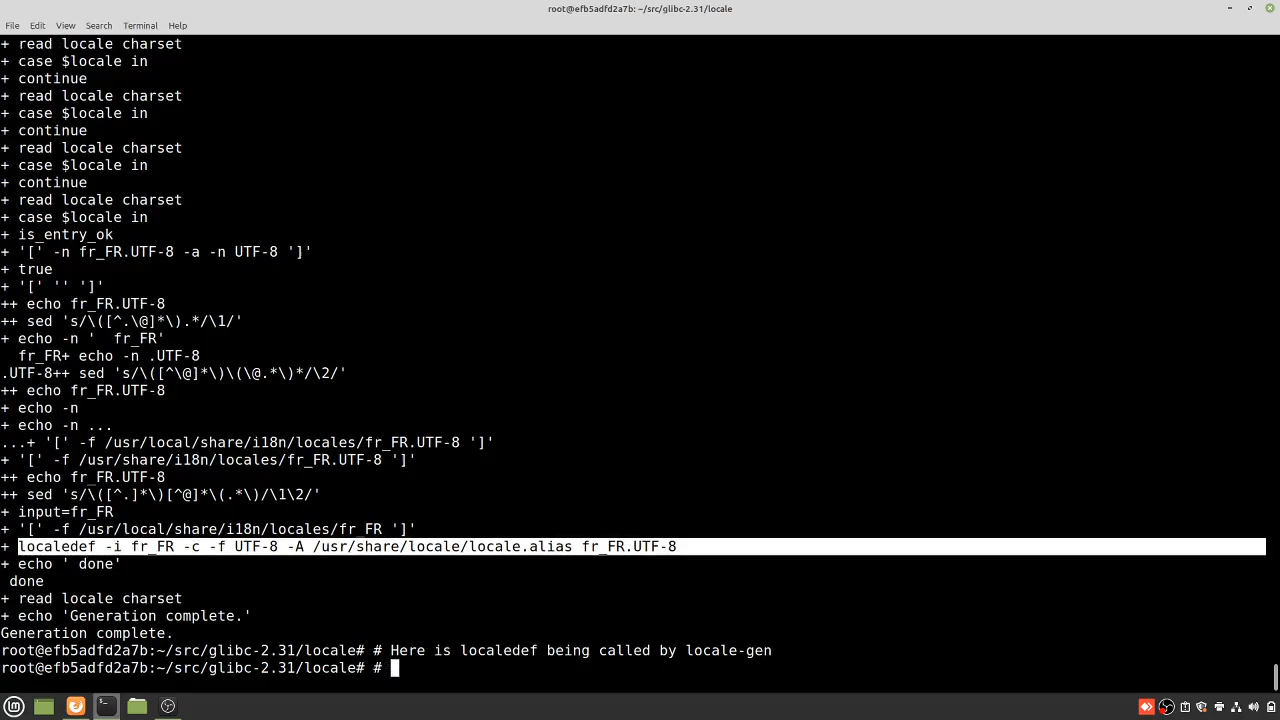 root@efb5adfd2a7b: ~/src/glibc-2.31/locale
File Edit View Search Terminal Help
+ read locale charset
+ case $locale in
+ continue
+ read locale charset
+ case $locale in
+ continue
+ read locale charset
+ case $locale in
+ continue
+ read locale charset
+ case $locale in
+ is_entry_ok
+ '[' -n fr_FR.UTF-8 -a -n UTF-8 ']'
+ true
+ '[' '' ']'
++ echo fr_FR.UTF-8
++ sed 's/\([^.\@]*\).*/\1/'
+ echo -n '  fr_FR'
  fr_FR+ echo -n .UTF-8
.UTF-8++ sed 's/\([^\@]*\)\(\@.*\)*/\2/'
++ echo fr_FR.UTF-8
+ echo -n
+ echo -n ...
...+ '[' -f /usr/local/share/i18n/locales/fr_FR.UTF-8 ']'
+ '[' -f /usr/share/i18n/locales/fr_FR.UTF-8 ']'
++ echo fr_FR.UTF-8
++ sed 's/\([^.]*\)[^@]*\(.*\)/\1\2/'
+ input=fr_FR
+ '[' -f /usr/local/share/i18n/locales/fr_FR ']'
+ localedef -i fr_FR -c -f UTF-8 -A /usr/share/locale/locale.alias fr_FR.UTF-8
+ echo ' done'
 done
+ read locale charset
+ echo 'Generation complete.'
Generation complete.
root@efb5adfd2a7b:~/src/glibc-2.31/locale# # Here is localedef being called by locale-gen
root@efb5adfd2a7b:~/src/glibc-2.31/locale# #